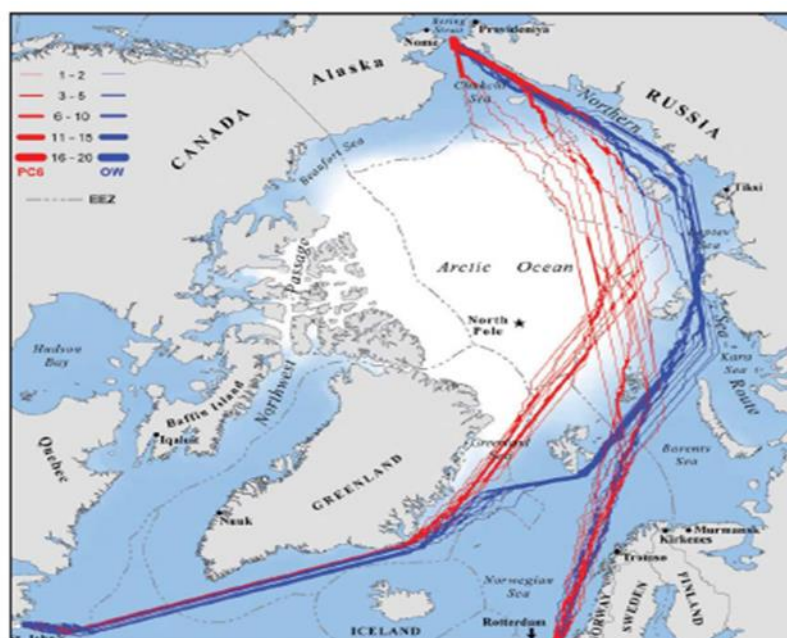 Bering
Strait
Nome
Provideniya
Alaska
Chukchi
Sea
Northern
RUSSIA
1 - 2
3 - 5
6 - 10
11 - 15
16 - 20
PC6
OW
EEZ
CANADA
Beaufort Sea
Tiksi
Laptev
Sea
Arctic Ocean
North
Pole
Passage
Northwest
Hudson
Bay
Baffin Island
Iqaluit
Sea
Kara
Sea
Route
Quebec
GREENLAND
Greenland
Sea
Barents
Sea
Nuuk
Murmansk
Kirkenes
Tromso
Norwegian
Sea
NORWAY
SWEDEN
FINLAND
ICELAND
Rotterdam